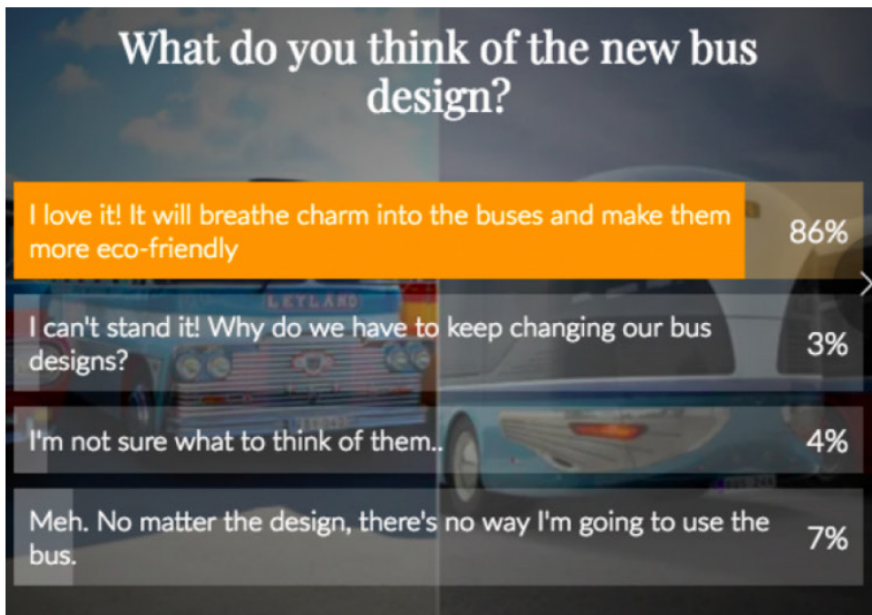 What do you think of the new bus
design?
I love it! It will breathe charm into the buses and make them
more eco-friendly
86%
LEYLAND
I can't stand it! Why do we have to keep changing our bus
designs?
3%
I'm not sure what to think of them..
4%
Meh. No matter the design, there's no way I'm going to use the
bus.
7%